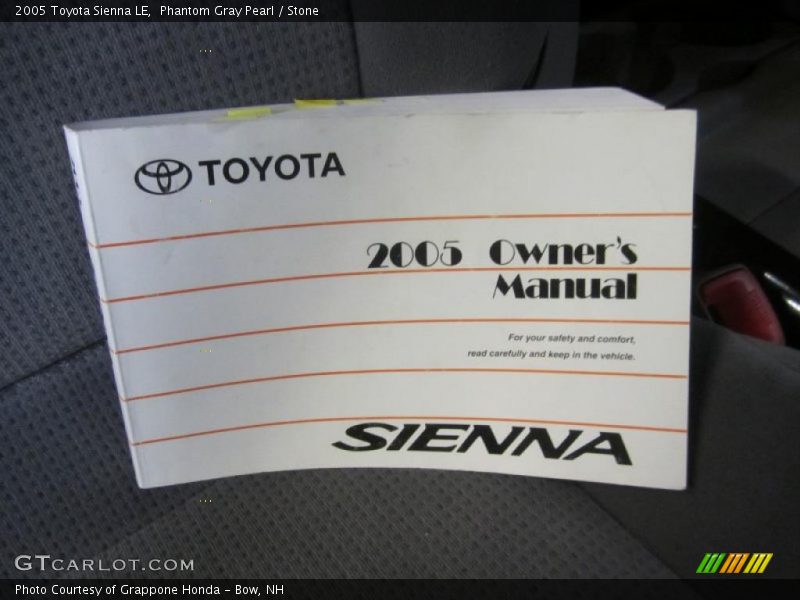 2005 Toyota Sienna LE,  Phantom Gray Pearl / Stone
TOYOTA
2005 Owner's
Manual
For your safety and comfort,
read carefully and keep in the vehicle.
SIENNA
GTCARLOT.COM
Photo Courtesy of Grappone Honda – Bow, NH